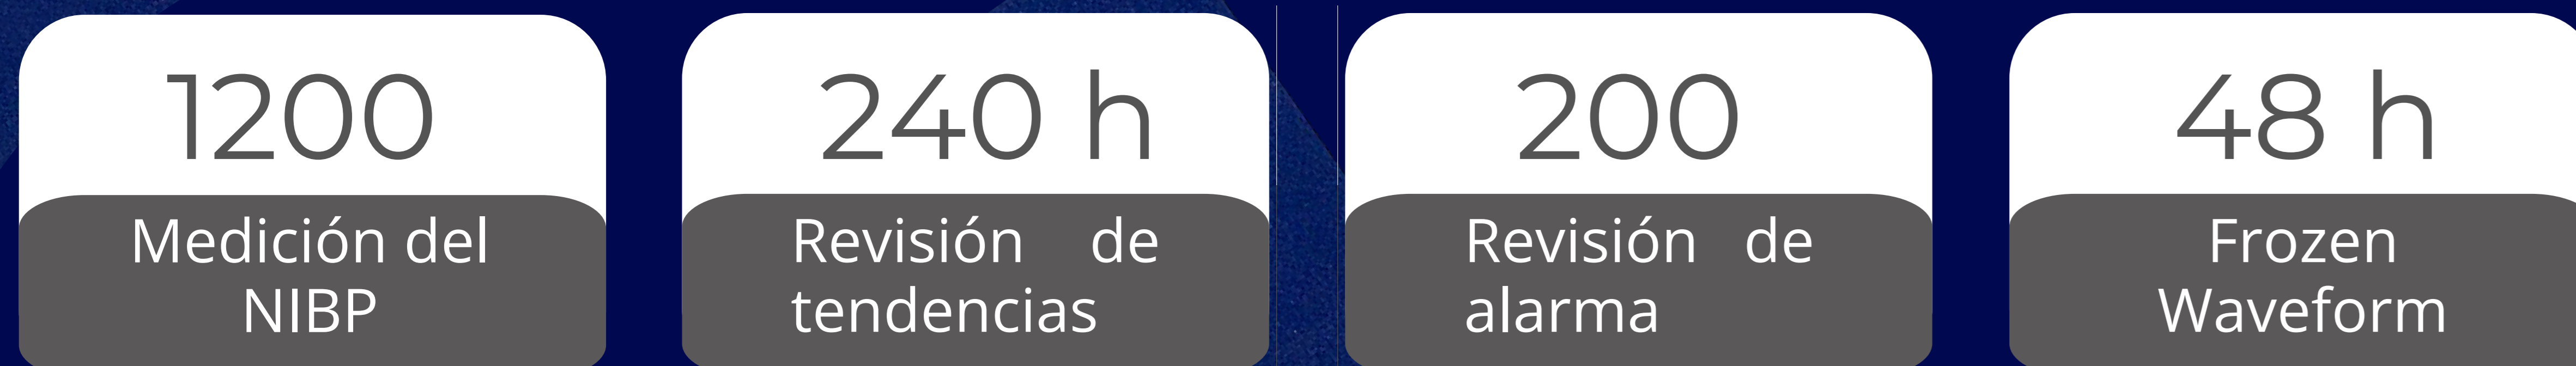 1200
Medición del
NIBP
240 h
Revisión de
tendencias
200
Revisión de
alarma
48 h
Frozen
Waveform